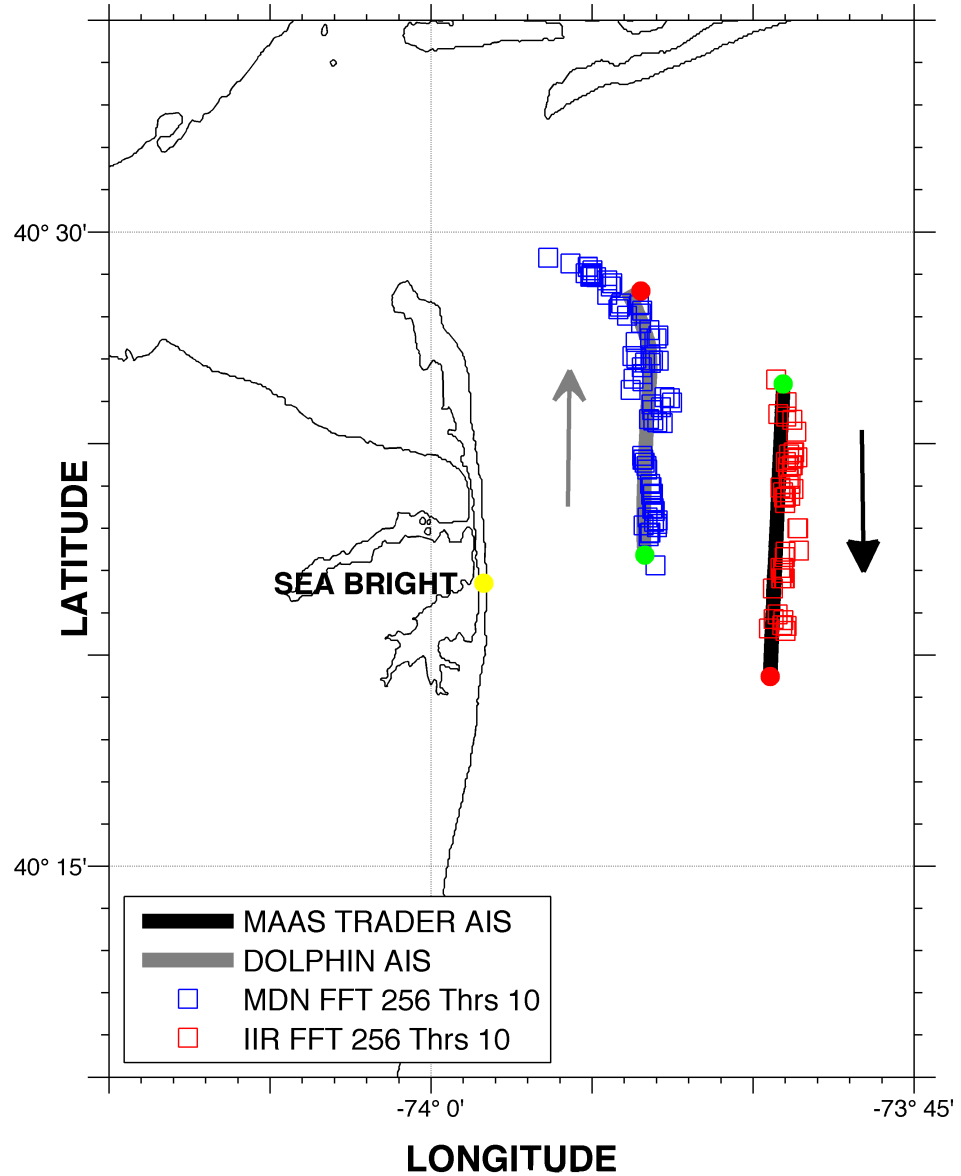 40° 30'
LATITUDE
SEA BRIGHT
40° 15'
MAAS TRADER AIS
DOLPHIN AIS
MDN FFT 256 Thrs 10
IIR FFT 256 Thrs 10
-74° 0'
-73° 45'
LONGITUDE